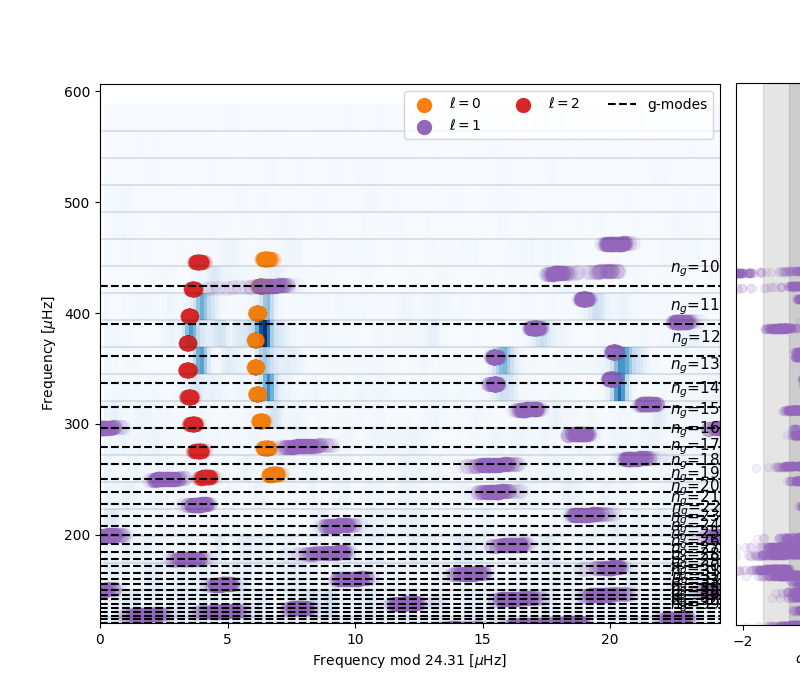 600
500
400
300
200
Frequency [μHz]
ℓ=0
ℓ=1
ℓ=2
g-modes
n_g=10
n_g=11
n_g=12
n_g=13
n_g=14
n_g=15
n_g=16
n_g=17
n_g=18
n_g=19
n_g=20
n_g=21
n_g=22
0
5
10
15
20
Frequency mod 24.31 [μHz]
−2